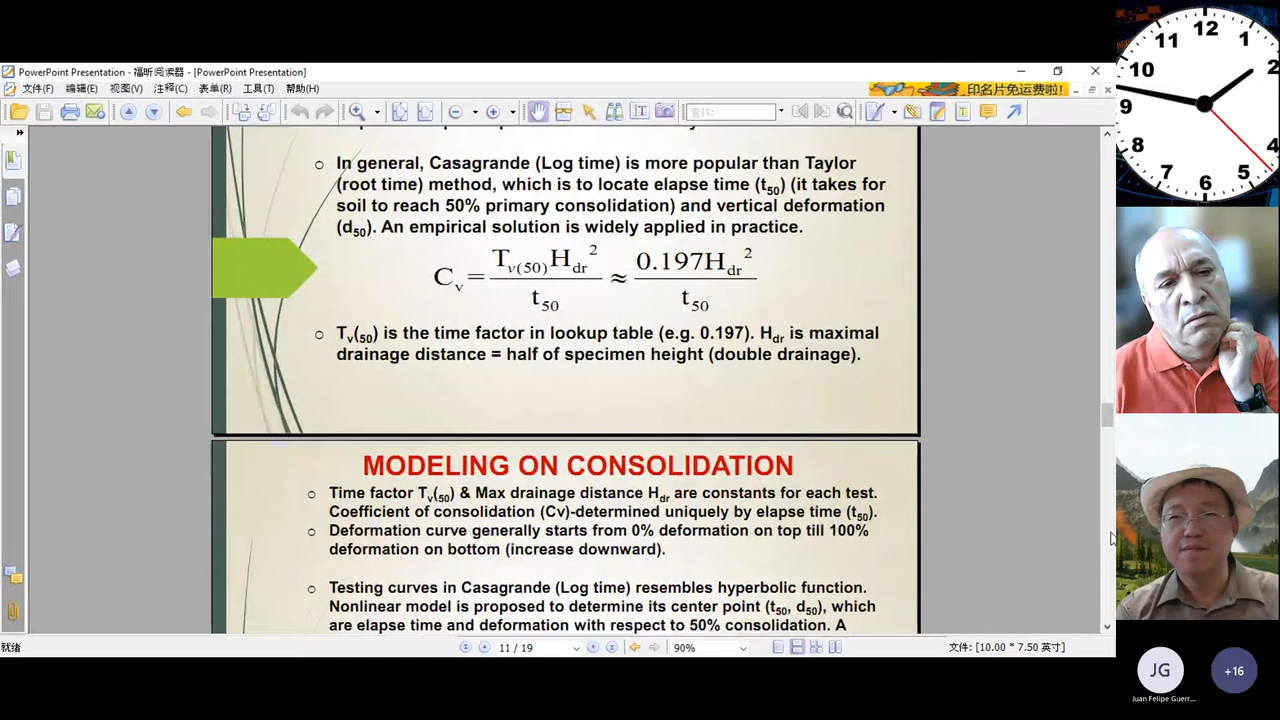 PowerPoint Presentation - 福昕阅读器 - [PowerPoint Presentation]
文件(F) 编辑(E) 视图(V) 注释(C) 表单(R) 工具(T) 帮助(H)
印名片免运费啦!
查找:
In general, Casagrande (Log time) is more popular than Taylor
(root time) method, which is to locate elapse time (t50) (it takes for
soil to reach 50% primary consolidation) and vertical deformation
(d50). An empirical solution is widely applied in practice.
Cv = Tv(50)Hdr² / t50 ≈ 0.197Hdr² / t50
Tv(50) is the time factor in lookup table (e.g. 0.197). Hdr is maximal
drainage distance = half of specimen height (double drainage).
MODELING ON CONSOLIDATION
Time factor Tv(50) & Max drainage distance Hdr are constants for each test.
Coefficient of consolidation (Cv)-determined uniquely by elapse time (t50).
Deformation curve generally starts from 0% deformation on top till 100%
deformation on bottom (increase downward).
Testing curves in Casagrande (Log time) resembles hyperbolic function.
Nonlinear model is proposed to determine its center point (t50, d50), which
are elapse time and deformation with respect to 50% consolidation. A
就绪
11 / 19
90%
文件: [10.00 * 7.50 英寸]
12
1
2
4
5
6
7
8
9
10
11
JG
+16
Juan Felipe Guerr...